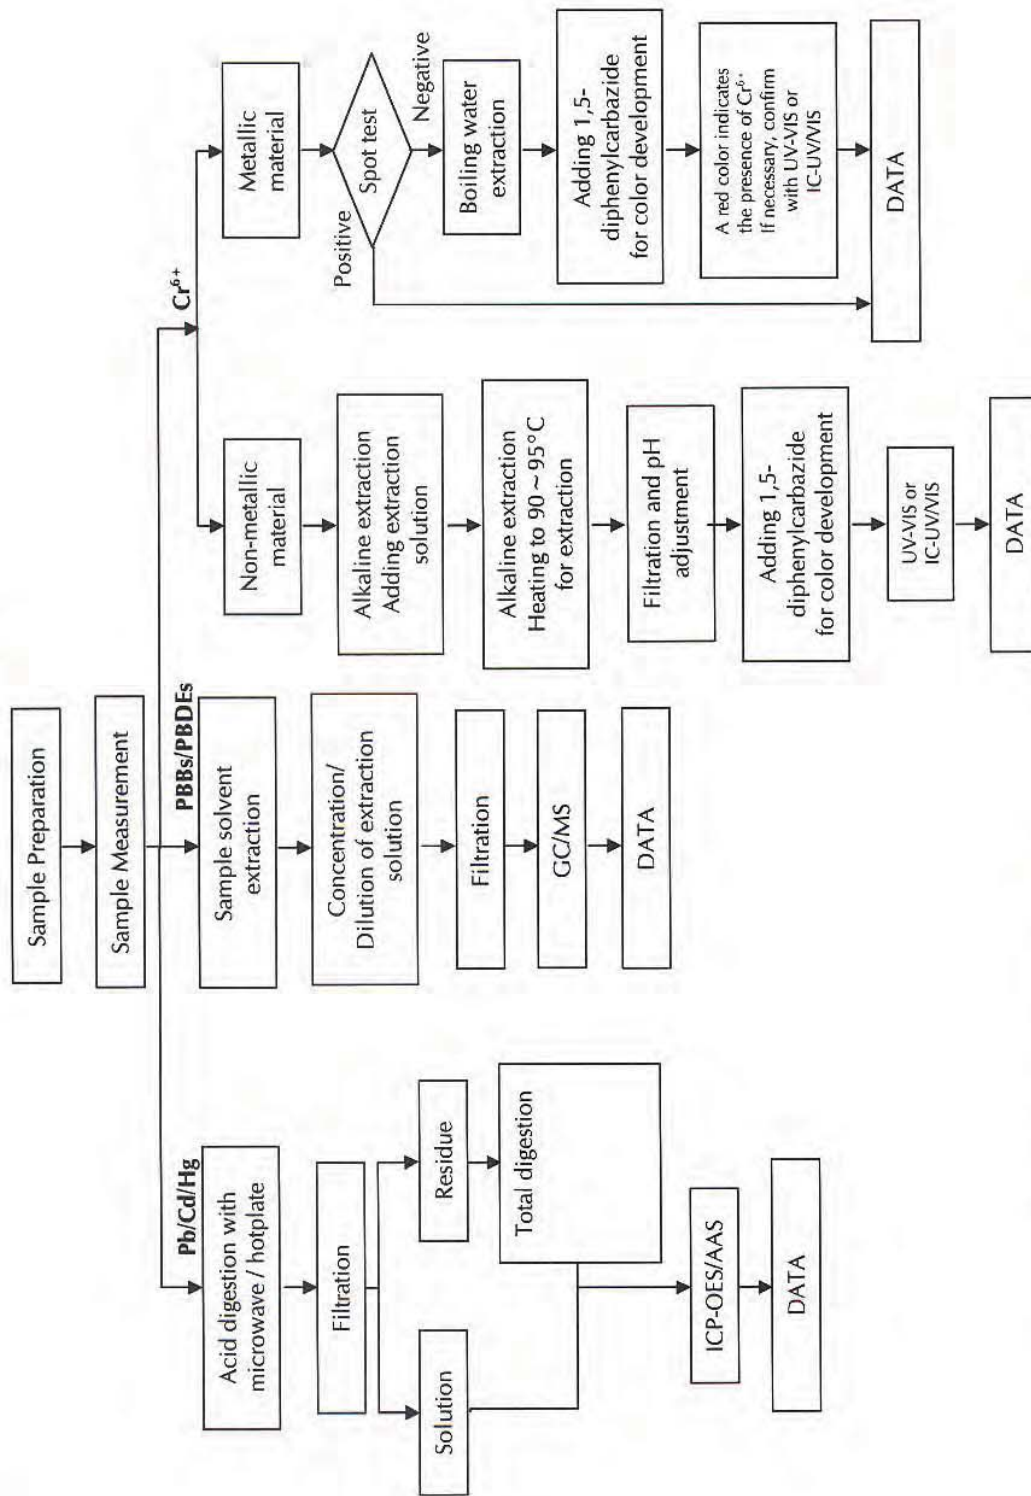 Sample Preparation
Sample Measurement
Pb/Cd/Hg
Acid digestion with
microwave / hotplate
Filtration
Solution
Residue
Total digestion
ICP-OES/AAS
DATA
PBBs/PBDEs
Sample solvent
extraction
Concentration/
Dilution of extraction
solution
Filtration
GC/MS
DATA
Cr⁶⁺
Non-metallic
material
Alkaline extraction
Adding extraction
solution
Alkaline extraction
Heating to 90 ~ 95°C
for extraction
Filtration and pH
adjustment
Adding 1,5-
diphenylcarbazide
for color development
UV-VIS or
IC-UV/VIS
DATA
Metallic
material
Spot test
Positive
Negative
Boiling water
extraction
Adding 1,5-
diphenylcarbazide
for color development
A red color indicates
the presence of Cr⁶⁺.
If necessary, confirm
with UV-VIS or
IC-UV/VIS
DATA